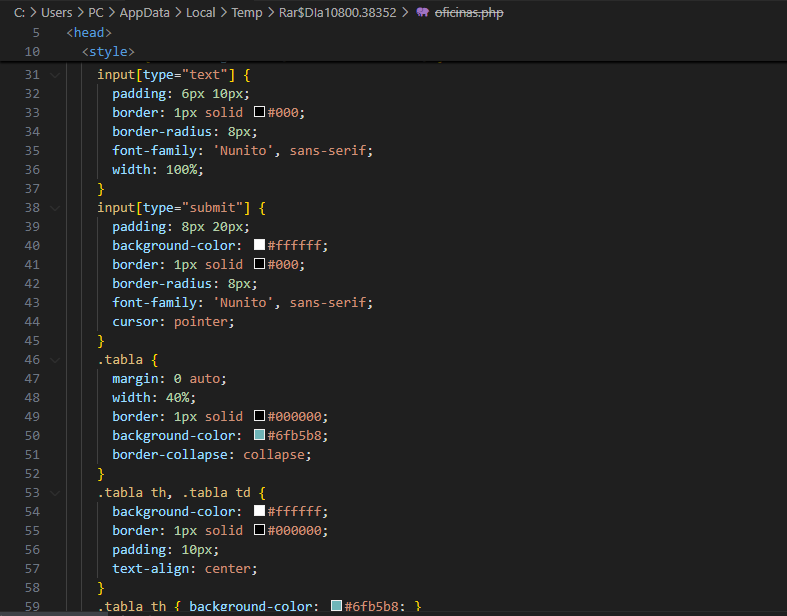 C: > Users > PC > AppData > Local > Temp > Rar$DIa10800.38352 > oficinas.php
5 <head>
10 <style>
31 input[type="text"] {
32 padding: 6px 10px;
33 border: 1px solid #000;
34 border-radius: 8px;
35 font-family: 'Nunito', sans-serif;
36 width: 100%;
37 }
38 input[type="submit"] {
39 padding: 8px 20px;
40 background-color: #ffffff;
41 border: 1px solid #000;
42 border-radius: 8px;
43 font-family: 'Nunito', sans-serif;
44 cursor: pointer;
45 }
46 .tabla {
47 margin: 0 auto;
48 width: 40%;
49 border: 1px solid #000000;
50 background-color: #6fb5b8;
51 border-collapse: collapse;
52 }
53 .tabla th, .tabla td {
54 background-color: #ffffff;
55 border: 1px solid #000000;
56 padding: 10px;
57 text-align: center;
58 }
59 .tabla th { background-color: #6fb5b8; }